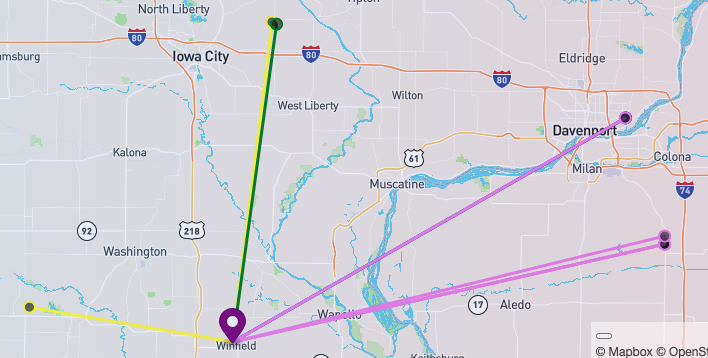 North Liberty
Tipton
80
amsburg
Iowa City
80
Eldridge
80
West Liberty
Wilton
Davenport
Kalona
61
Colona
Milan
Muscatine
74
92
218
Washington
17
Aledo
Wapello
Winfield
Keithsburg
© Mapbox © OpenSt